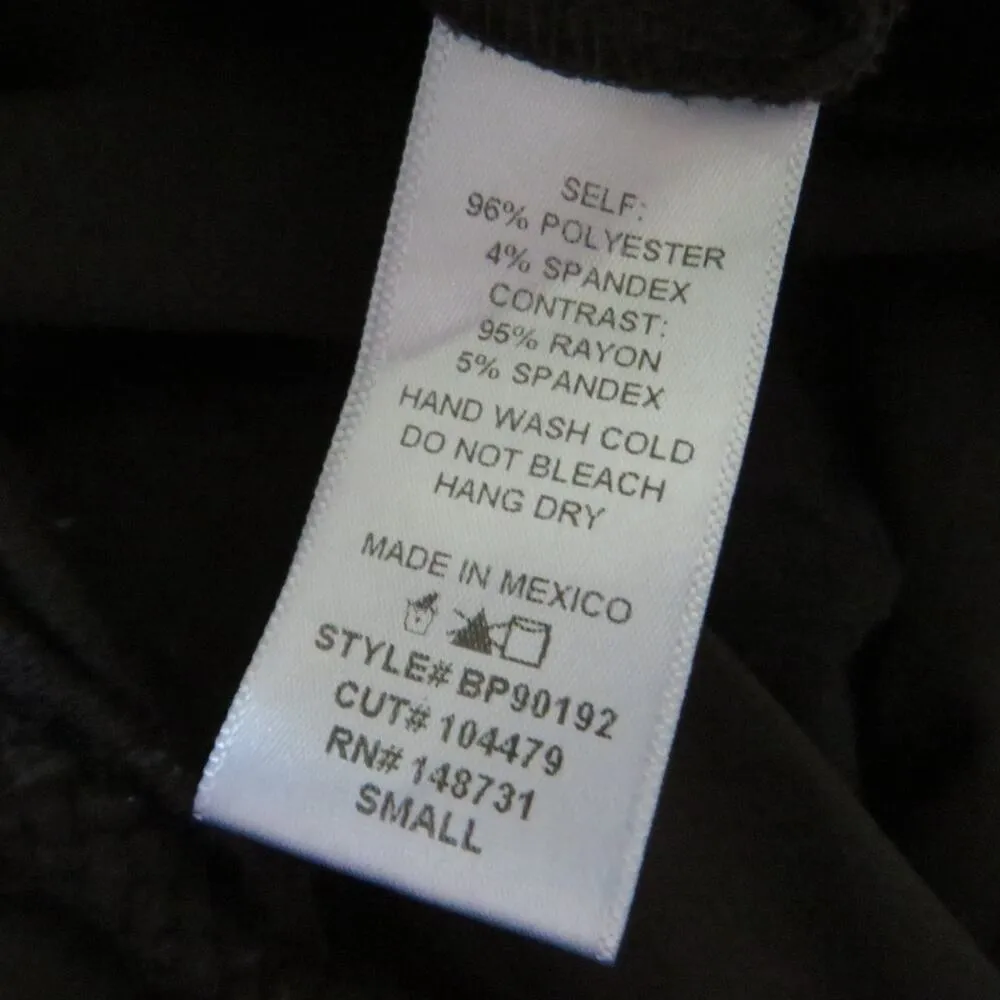 SELF:
96% POLYESTER
4% SPANDEX
CONTRAST:
95% RAYON
5% SPANDEX
HAND WASH COLD
DO NOT BLEACH
HANG DRY
MADE IN MEXICO
STYLE# BP90192
CUT# 104479
RN# 148731
SMALL